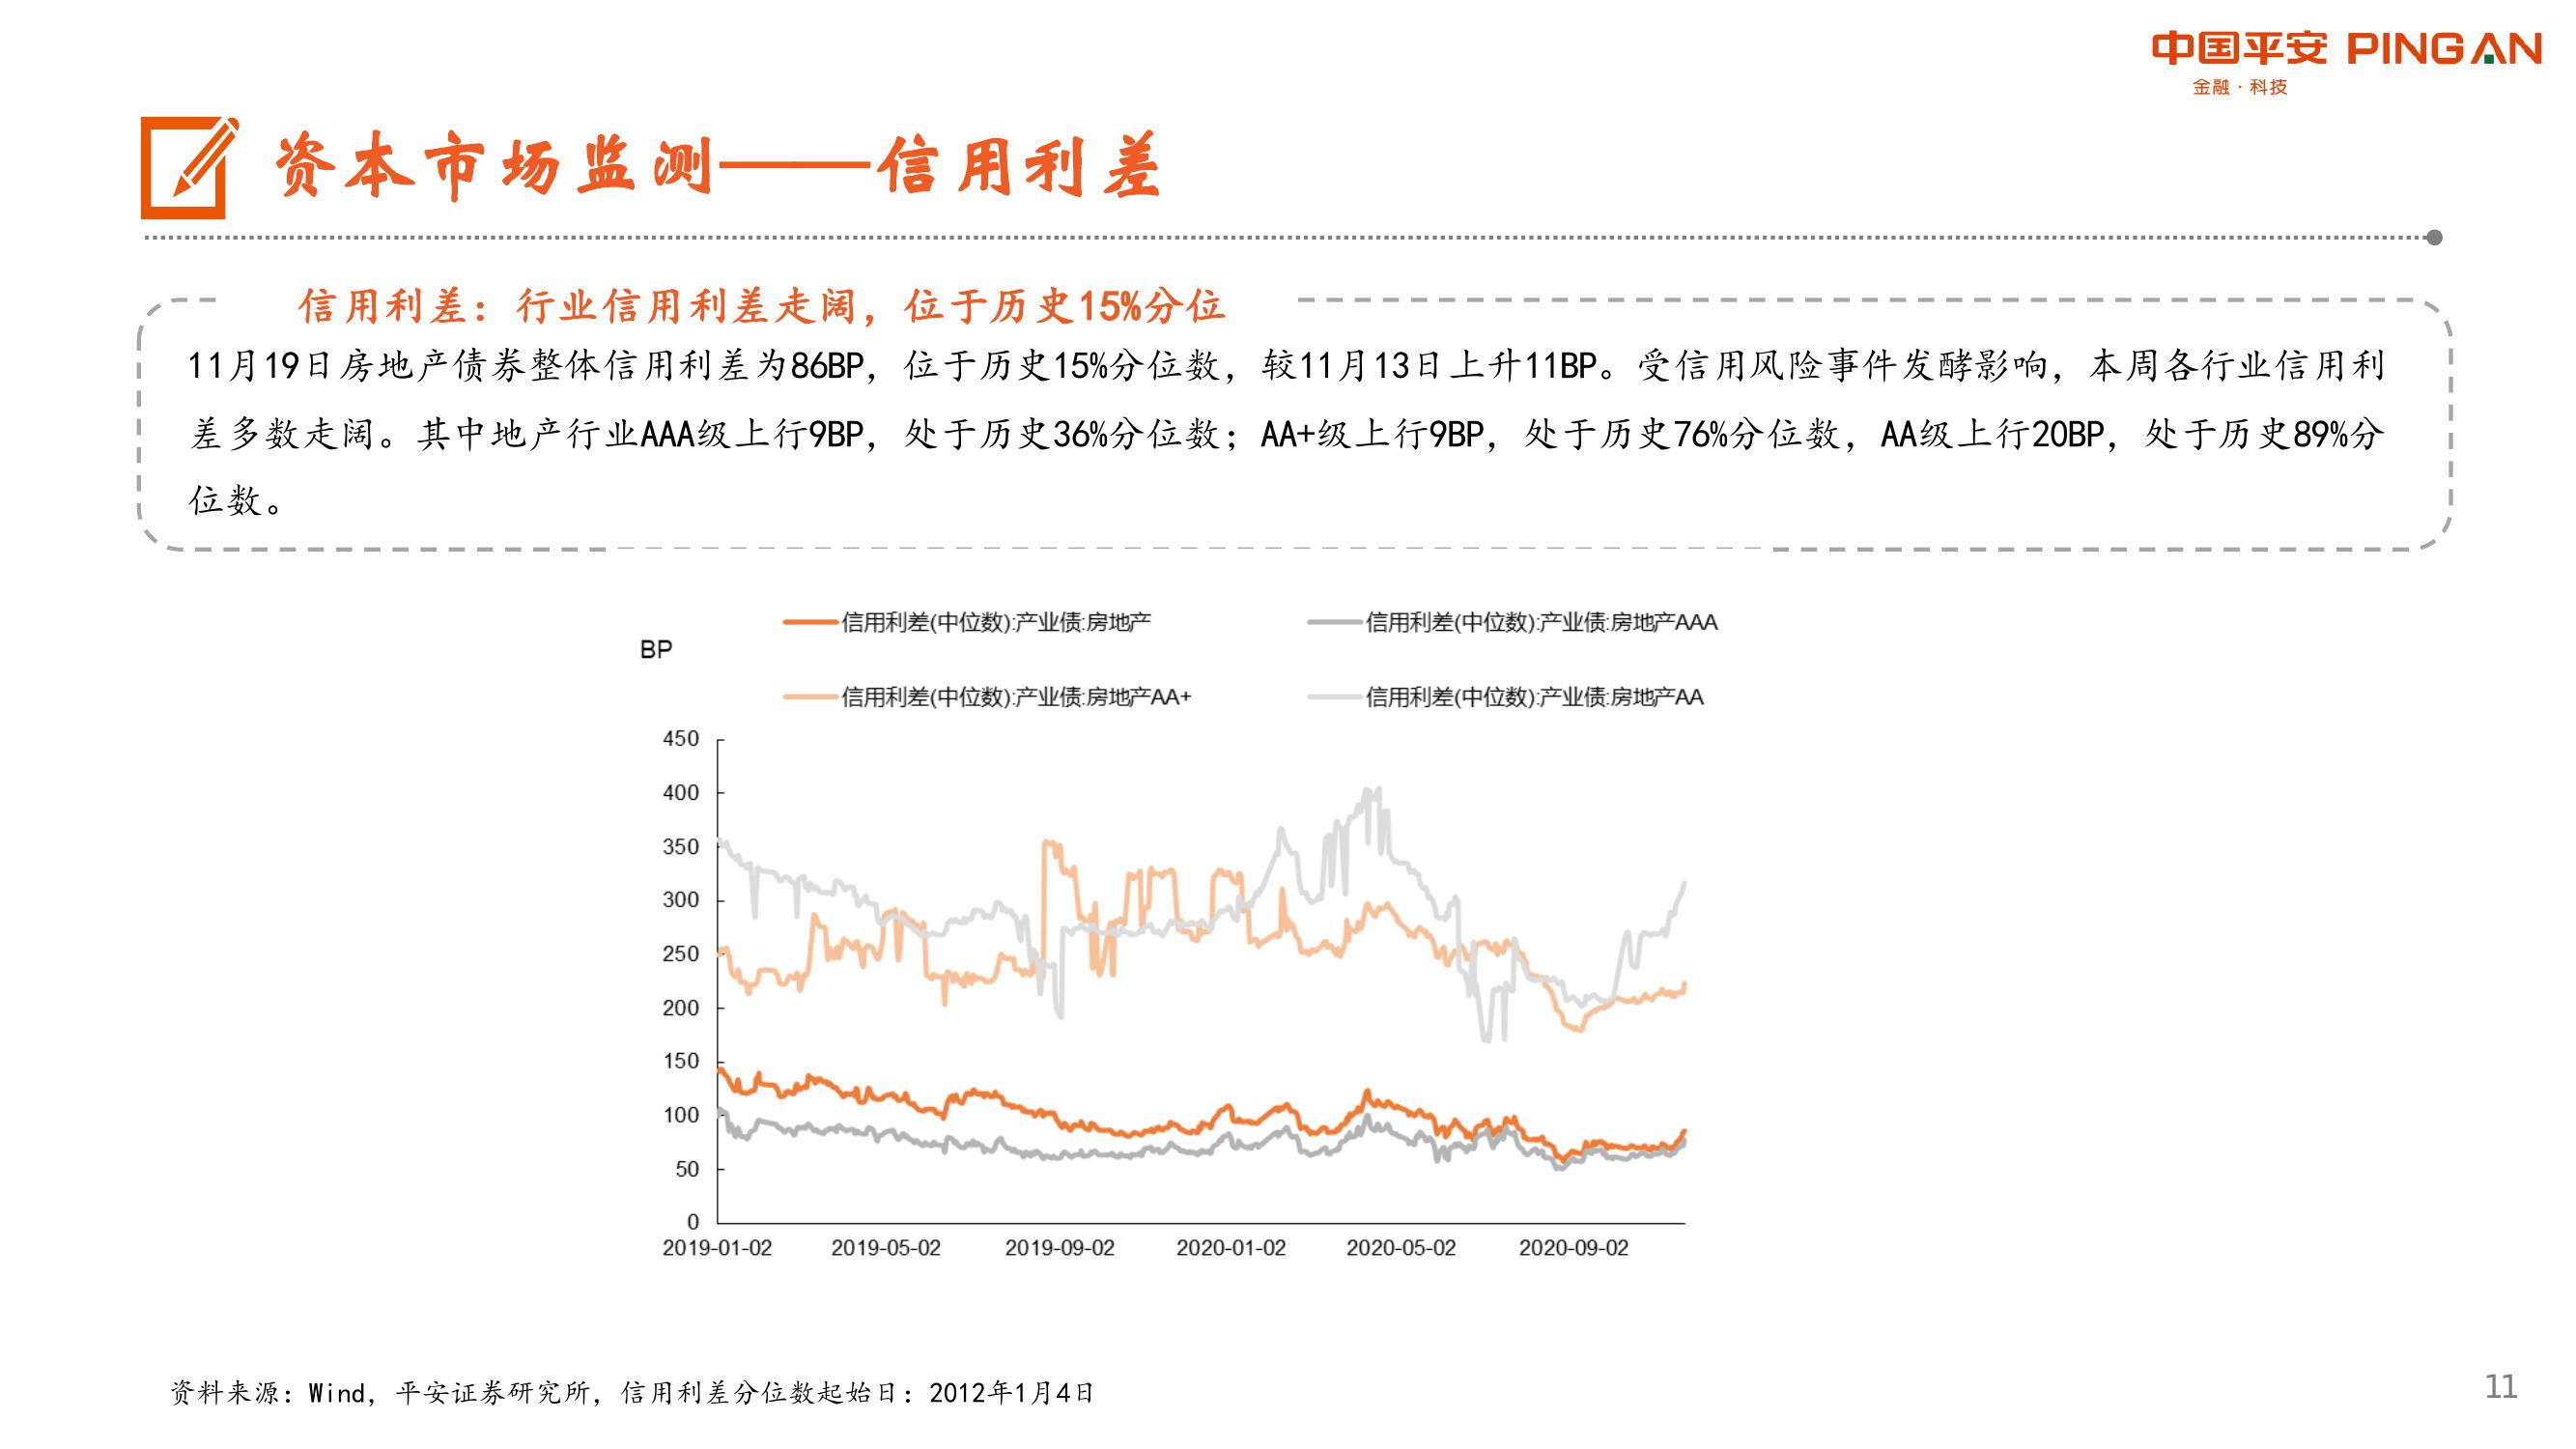 中国平安 PINGAN
金融·科技
资本市场监测——信用利差
信用利差：行业信用利差走阔，位于历史15%分位
11月19日房地产债券整体信用利差为86BP，位于历史15%分位数，较11月13日上升11BP。受信用风险事件发酵影响，本周各行业信用利
差多数走阔。其中地产行业AAA级上行9BP，处于历史36%分位数；AA+级上行9BP，处于历史76%分位数，AA级上行20BP，处于历史89%分
位数。
信用利差(中位数):产业债:房地产
信用利差(中位数):产业债:房地产AAA
BP
信用利差(中位数):产业债:房地产AA+
信用利差(中位数):产业债:房地产AA
450
400
350
300
250
200
150
100
50
0
2019-01-02 2019-05-02 2019-09-02 2020-01-02 2020-05-02 2020-09-02
资料来源：Wind，平安证券研究所，信用利差分位数起始日：2012年1月4日
11